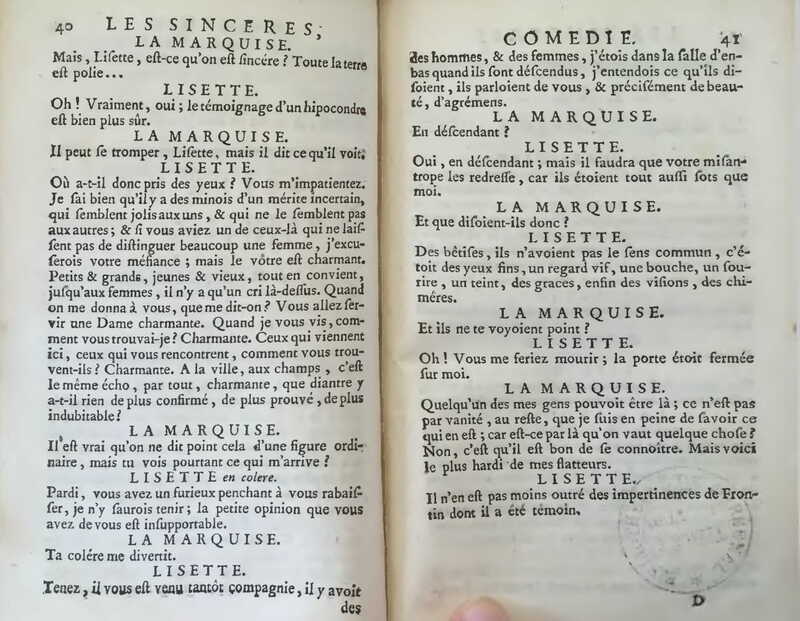 40 LES SINCERES,
LA MARQUISE.
Mais, Liſette, eſt-ce qu'on eſt ſincére ? Toute la terre
eſt polie...
LISETTE.
Oh ! Vraiment, oui ; le témoignage d'un hipocondre
eſt bien plus sûr.
LA MARQUISE.
Il peut ſe tromper, Liſette, mais il dit ce qu'il voit.
LISETTE.
Où a-t-il donc pris des yeux ? Vous m'impatientez.
Je ſai bien qu'il y a des minois d'un mérite incertain,
qui ſemblent jolis aux uns, & qui ne le ſemblent pas
aux autres ; & ſi vous aviez un de ceux-là qui ne laiſ-
ſent pas de diſtinguer beaucoup une femme, j'excu-
ſerois votre méfiance ; mais le vôtre eſt charmant.
Petits & grands, jeunes & vieux, tout en convient,
juſqu'aux femmes, il n'y a qu'un cri là-deſſus. Quand
on me donna à vous, que me dit-on ? Vous allez ſer-
vir une Dame charmante. Quand je vous vis, com-
ment vous trouvai-je ? Charmante. Ceux qui viennent
ici, ceux qui vous rencontrent, comment vous trou-
vent-ils ? Charmante. A la ville, aux champs, c'eſt
le même écho, par tout, charmante, que diantre y
a-t-il rien de plus confirmé, de plus prouvé, de plus
indubitable ?
LA MARQUISE.
Il eſt vrai qu'on ne dit point cela d'une figure ordi-
naire, mais tu vois pourtant ce qui m'arrive ?
LISETTE en colere.
Pardi, vous avez un furieux penchant à vous rabaiſ-
ſer, je n'y ſaurois tenir ; la petite opinion que vous
avez de vous eſt inſupportable.
LA MARQUISE.
Ta colére me divertit.
LISETTE.
Tenez, il vous eſt venu tantôt compagnie, il y avoit
des
COMEDIE. 41
des hommes, & des femmes, j'étois dans la ſalle d'en-
bas quand ils ſont déſcendus, j'entendois ce qu'ils di-
ſoient, ils parloient de vous, & préciſément de beau-
té, d'agrémens.
LA MARQUISE.
En déſcendant ?
LISETTE.
Oui, en déſcendant ; mais il faudra que votre miſan-
trope les redreſſe, car ils étoient tout auſſi ſots que
moi.
LA MARQUISE.
Et que diſoient-ils donc ?
LISETTE.
Des bêtiſes, ils n'avoient pas le ſens commun, c'é-
toit des yeux fins, un regard vif, une bouche, un ſou-
rire, un teint, des graces, enfin des viſions, des chi-
méres.
LA MARQUISE.
Et ils ne te voyoient point ?
LISETTE.
Oh ! Vous me feriez mourir ; la porte étoit fermée
ſur moi.
LA MARQUISE.
Quelqu'un des mes gens pouvoit être là ; ce n'eſt pas
par vanité, au reſte, que je ſuis en peine de ſavoir ce
qui en eſt ; car eſt-ce par là qu'on vaut quelque choſe ?
Non, c'eſt qu'il eſt bon de ſe connoitre. Mais voici
le plus hardi de mes flatteurs.
LISETTE.
Il n'en eſt pas moins outré des impertinences de Fron-
tin dont il a été témoin.
D